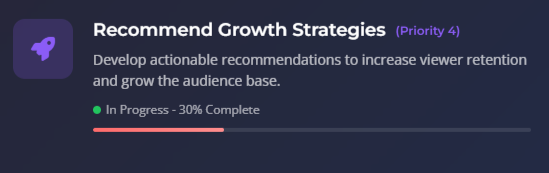 Recommend Growth Strategies (Priority 4)
Develop actionable recommendations to increase viewer retention
and grow the audience base.
In Progress - 30% Complete